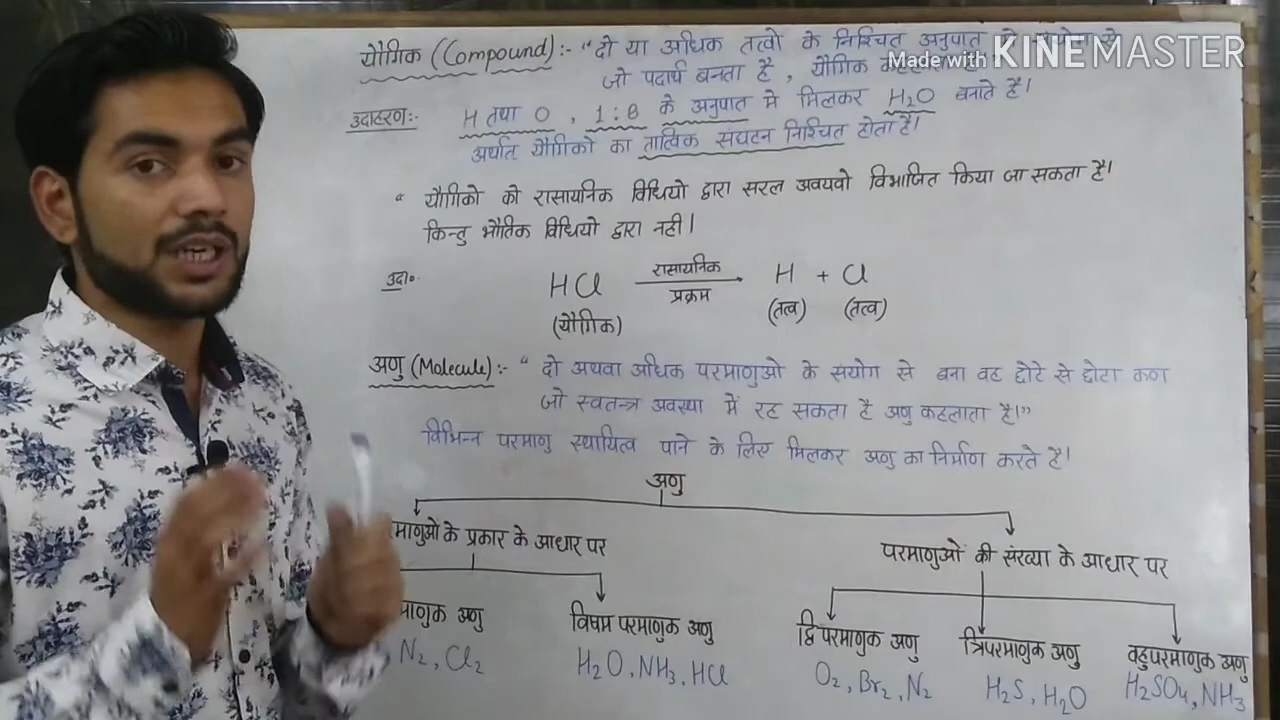 यौगिक (Compound):- "दो या अधिक तत्वो के निश्चित अनुपात
Made with KINEMASTER
जो पदार्थ बनता है, यौगिक
उदाहरण:- H तथा O, 1:8 के अनुपात मे मिलकर H₂O बनाते है।
अर्थात यौगिको का तात्विक संघटन निश्चित होता है।
" यौगिको को रासायनिक विधियो द्वारा सरल अवयवो विभाजित किया जा सकता है।
किन्तु भौतिक विधियो द्वारा नही।
उदा०
रासायनिक
HCl → H + Cl
प्रक्रम
(यौगिक) (तत्व) (तत्व)
अणु (Molecule):- " दो अथवा अधिक परमाणुओ के संयोग से बना वह छोटे से छोटा कण
जो स्वतन्त्र अवस्था में रह सकता है अणु कहलाता है।"
विभिन्न परमाणु स्थायित्व पाने के लिए मिलकर अणु का निर्माण करते है।
अणु
माणुओ के प्रकार के आधार पर परमाणुओं की संख्या के आधार पर
माणुक अणु विषम परमाणुक अणु द्विपरमाणुक अणु त्रिपरमाणुक अणु बहुपरमाणुक अणु
N₂, Cl₂ H₂O, NH₃, HCl O₂, Br₂, N₂ H₂S, H₂O H₂SO₄, NH₃